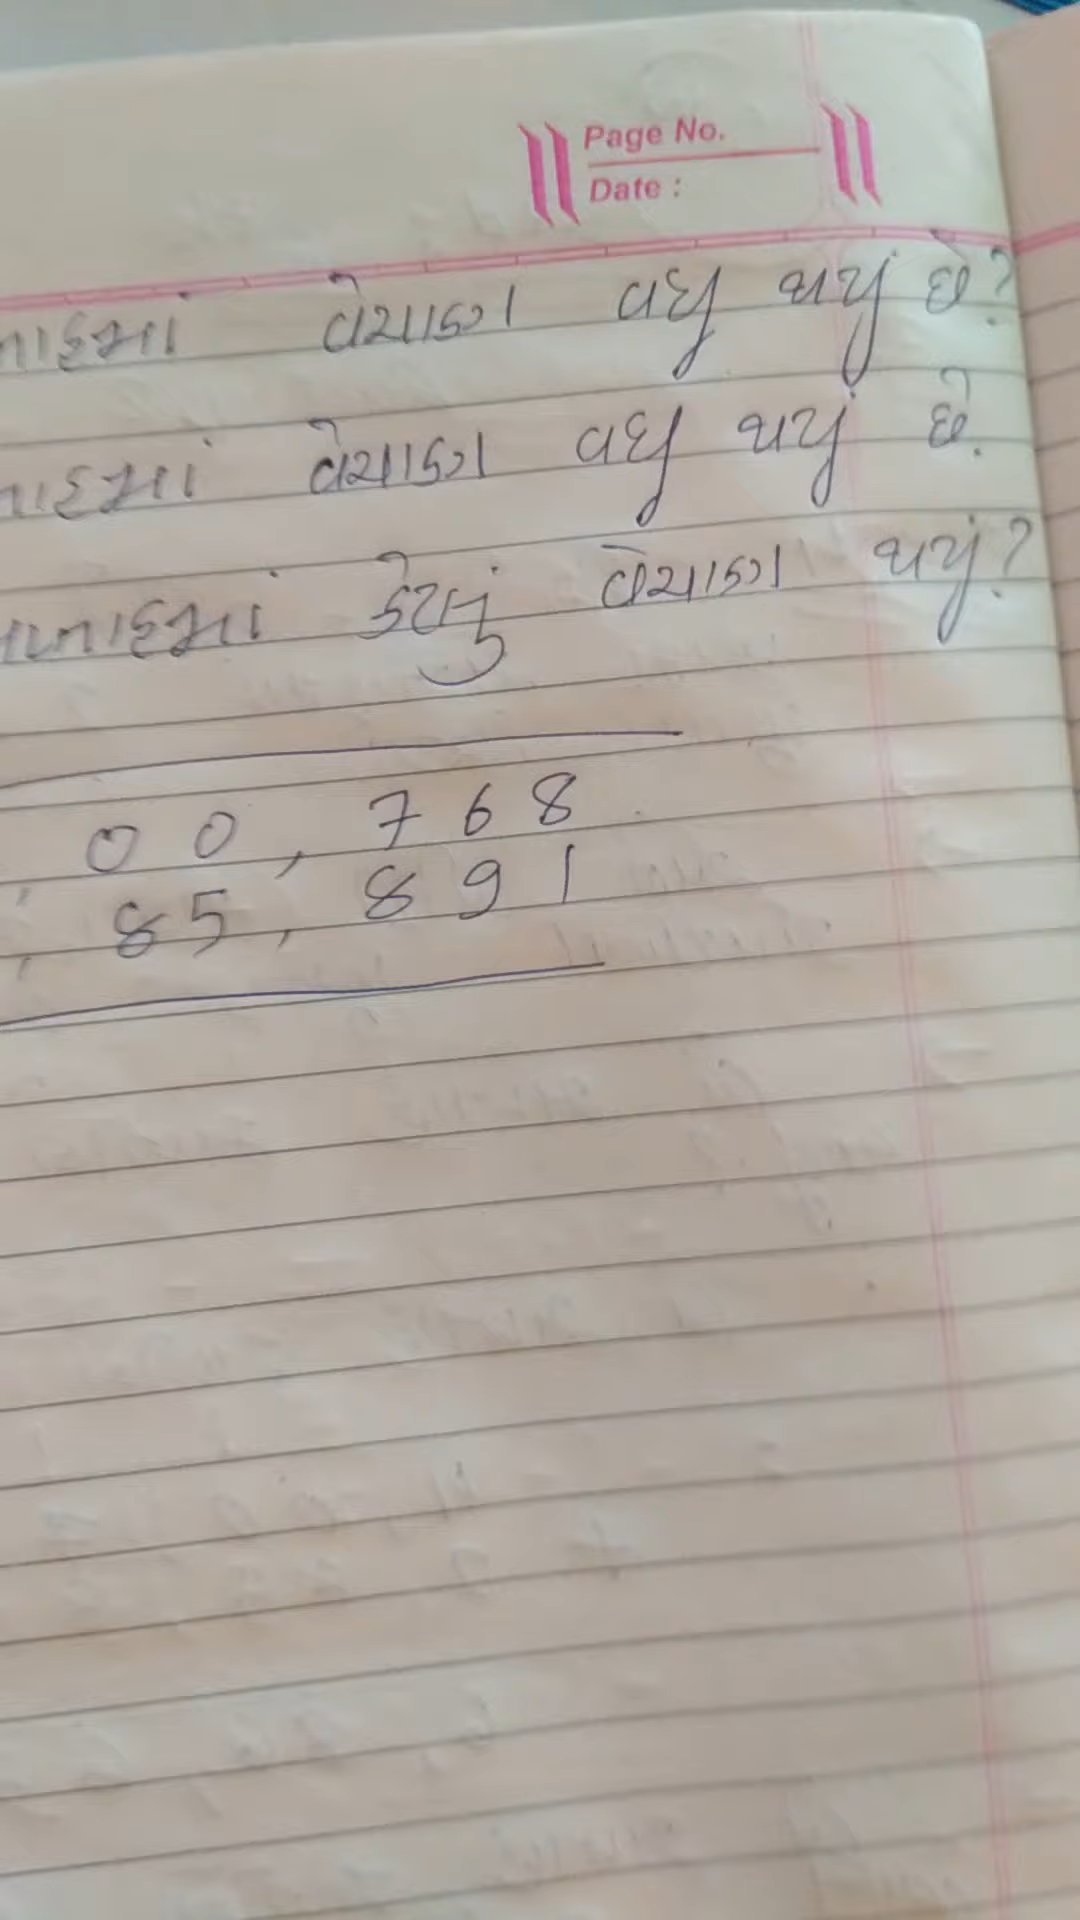 Page No.
Date :
વેચાણ વધુ થયું છે?
વેચાણ વધુ થયું છે.
કેટલું વેચાણ થયું?
, 00, 768
, 85, 891